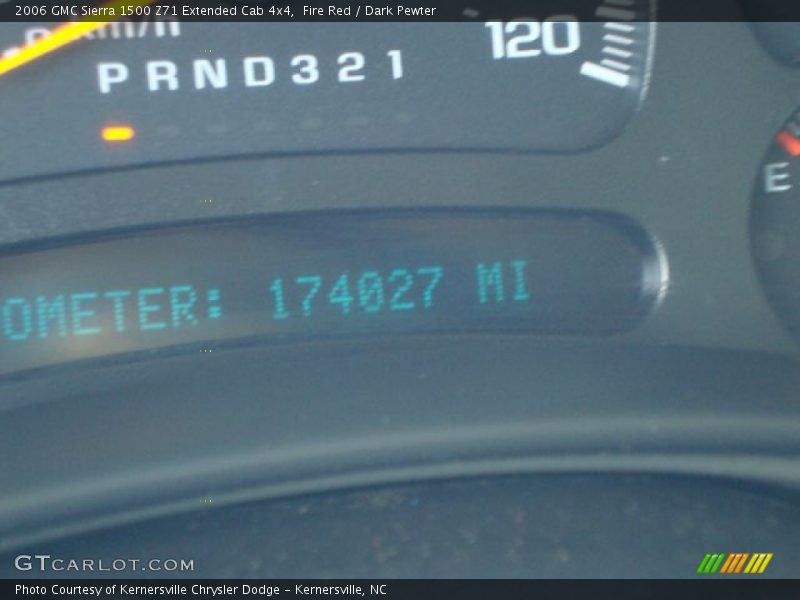 2006 GMC Sierra 1500 Z71 Extended Cab 4x4,  Fire Red / Dark Pewter
km/h
120
PRND321
E
OMETER: 174027 MI
GTCARLOT.COM
Photo Courtesy of Kernersville Chrysler Dodge - Kernersville, NC